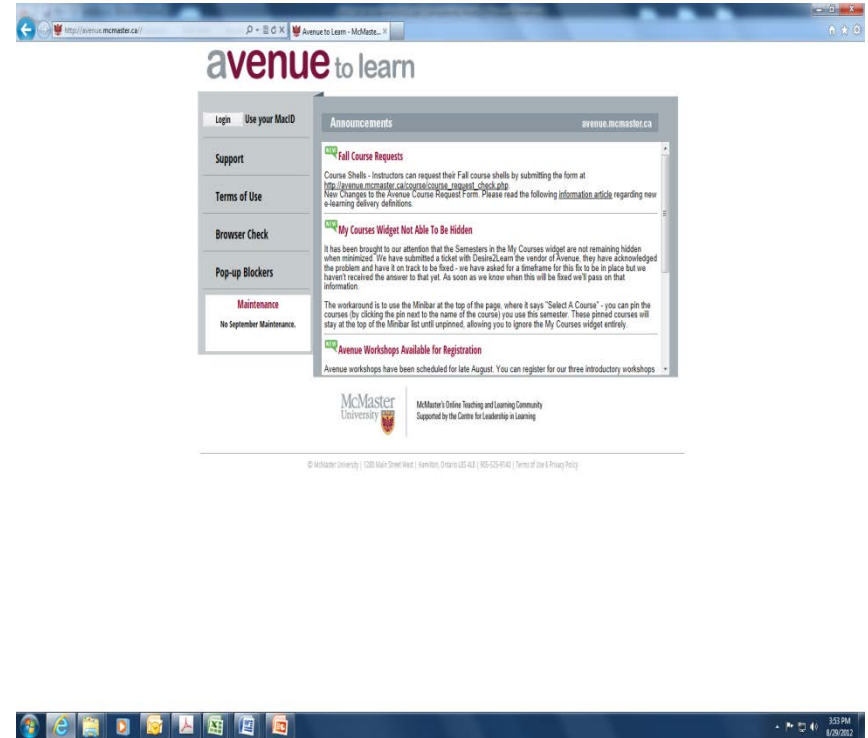 http://avenue.mcmaster.ca//
Avenue to Learn - McMaste...
avenue to learn
Login Use your MacID
Support
Terms of Use
Browser Check
Pop-up Blockers
Maintenance
No September Maintenance.
Announcements avenue.mcmaster.ca
NEW Fall Course Requests
Course Shells - Instructors can request their Fall course shells by submitting the form at
http://avenue.mcmaster.ca/course/course_request_check.php.
New Changes to the Avenue Course Request Form. Please read the following information article regarding new
e-learning delivery definitions.
NEW My Courses Widget Not Able To Be Hidden
It has been brought to our attention that the Semesters in the My Courses widget are not remaining hidden
when minimized. We have submitted a ticket with Desire2Learn the vendor of Avenue, they have acknowledged
the problem and have it on track to be fixed - we have asked for a timeframe for this fix to be in place but we
haven't received the answer to that yet. As soon as we know when this will be fixed we'll pass on that
information.
The workaround is to use the Minibar at the top of the page, where it says "Select A Course" - you can pin the
courses (by clicking the pin next to the name of the course) you use this semester. These pinned courses will
stay at the top of the Minibar list until unpinned, allowing you to ignore the My Courses widget entirely.
NEW Avenue Workshops Available for Registration
Avenue workshops have been scheduled for late August. You can register for our three introductory workshops
McMaster
University
McMaster's Online Teaching and Learning Community
Supported by the Centre for Leadership in Learning
© McMaster University | 1280 Main Street West | Hamilton, Ontario L8S 4L8 | 905-525-9140 | Terms of Use & Privacy Policy
3:53 PM
8/29/2012